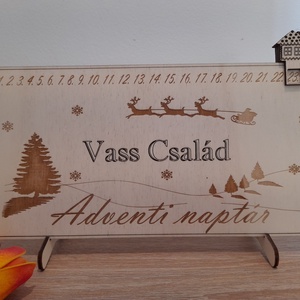 1. 2. 3. 4. 5. 6. 7. 8. 9. 10. 11. 12. 13. 14. 15. 16. 17. 18. 19. 20. 21. 22. 23
Vass Család
Adventi naptár